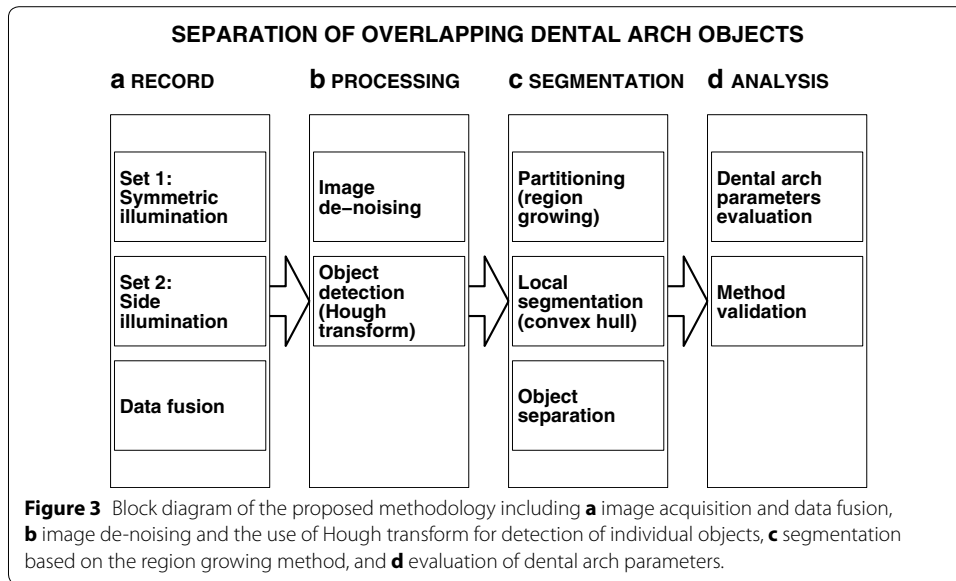 SEPARATION OF OVERLAPPING DENTAL ARCH OBJECTS
a RECORD
b PROCESSING
c SEGMENTATION
d ANALYSIS
Set 1:
Symmetric
illumination
Set 2:
Side
illumination
Data fusion
Image
de−noising
Object
detection
(Hough
transform)
Partitioning
(region
growing)
Local
segmentation
(convex hull)
Object
separation
Dental arch
parameters
evaluation
Method
validation
Figure 3 Block diagram of the proposed methodology including a image acquisition and data fusion,
b image de-noising and the use of Hough transform for detection of individual objects, c segmentation
based on the region growing method, and d evaluation of dental arch parameters.